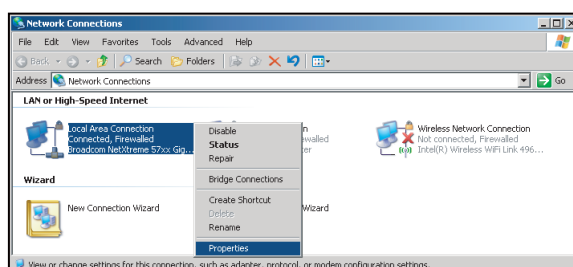 Network Connections
File Edit View Favorites Tools Advanced Help
Back Search Folders
Address Network Connections Go
LAN or High-Speed Internet
Local Area Connection
Connected, Firewalled
Broadcom NetXtreme 57xx Gig...
Disable
Status
Repair
Bridge Connections
Create Shortcut
Delete
Rename
Properties
Wireless Network Connection
Not connected, Firewalled
Intel(R) Wireless WiFi Link 496...
Wizard
New Connection Wizard
Wizard
View or change settings for this connection, such as adapter, protocol, or modem configuration settings.